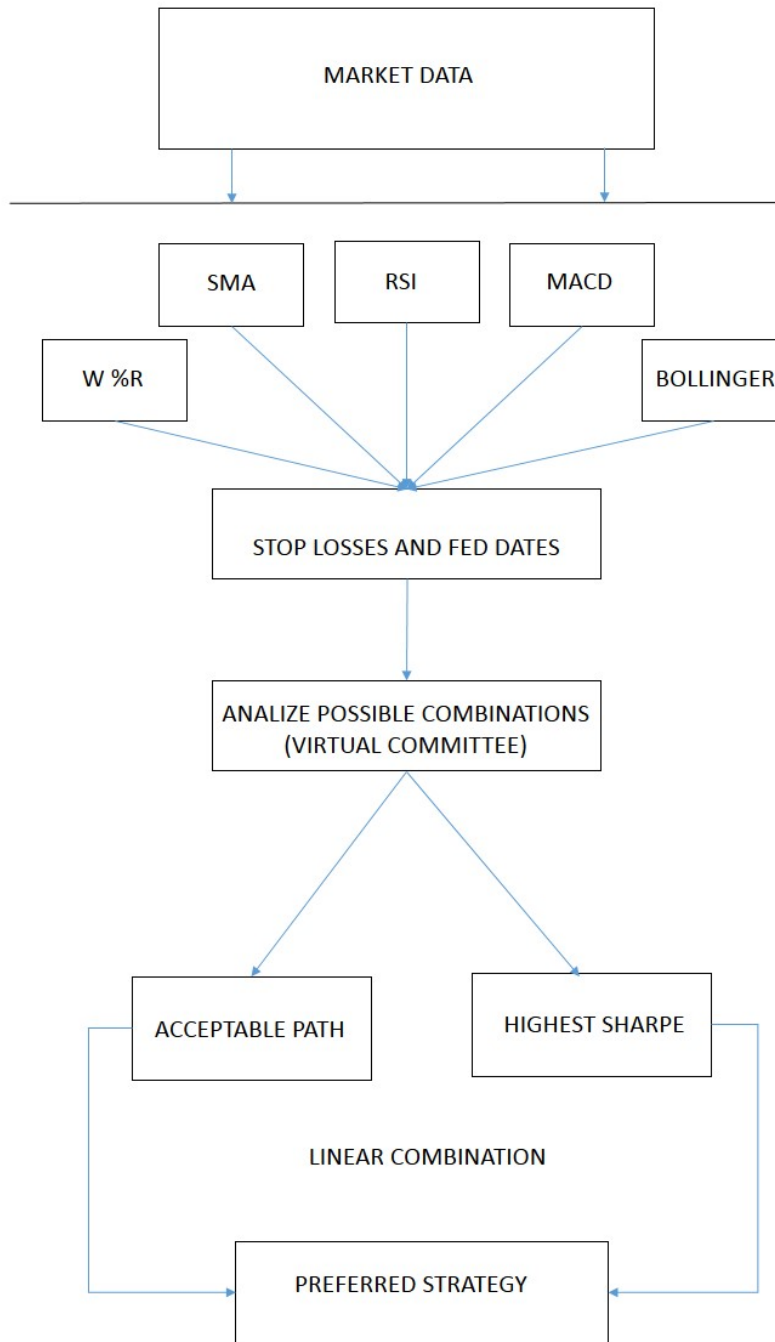 MARKET DATA
SMA
RSI
MACD
W %R
BOLLINGER
STOP LOSSES AND FED DATES
ANALIZE POSSIBLE COMBINATIONS
(VIRTUAL COMMITTEE)
ACCEPTABLE PATH
HIGHEST SHARPE
LINEAR COMBINATION
PREFERRED STRATEGY